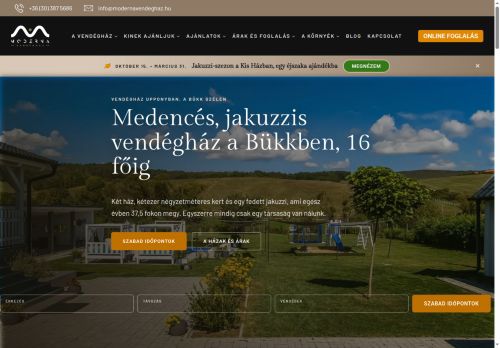 +36 (30) 387 5686 info@modernavendeghaz.hu
MODERNA
A VENDÉGHÁZ KINEK AJÁNLJUK AJÁNLATOK ÁRAK ÉS FOGLALÁS A KÖRNYÉK BLOG KAPCSOLAT ONLINE FOGLALÁS
OKTÓBER 15. – MÁRCIUS 31. Jakuzzi-szezon a Kis Házban, egy éjszaka ajándékba MEGNÉZEM ×
VENDÉGHÁZ UPPONYBAN, A BÜKK SZÉLÉN
Medencés, jakuzzis
vendégház a Bükkben, 16
főig
Két ház, kétezer négyzetméteres kert és egy fedett jakuzzi, ami egész
évben 37,5 fokon megy. Egyszerre mindig csak egy társaság van nálunk.
SZABAD IDŐPONTOK A HÁZAK ÉS ÁRAK
ÉRKEZÉS TÁVOZÁS VENDÉGEK SZABAD IDŐPONTOK